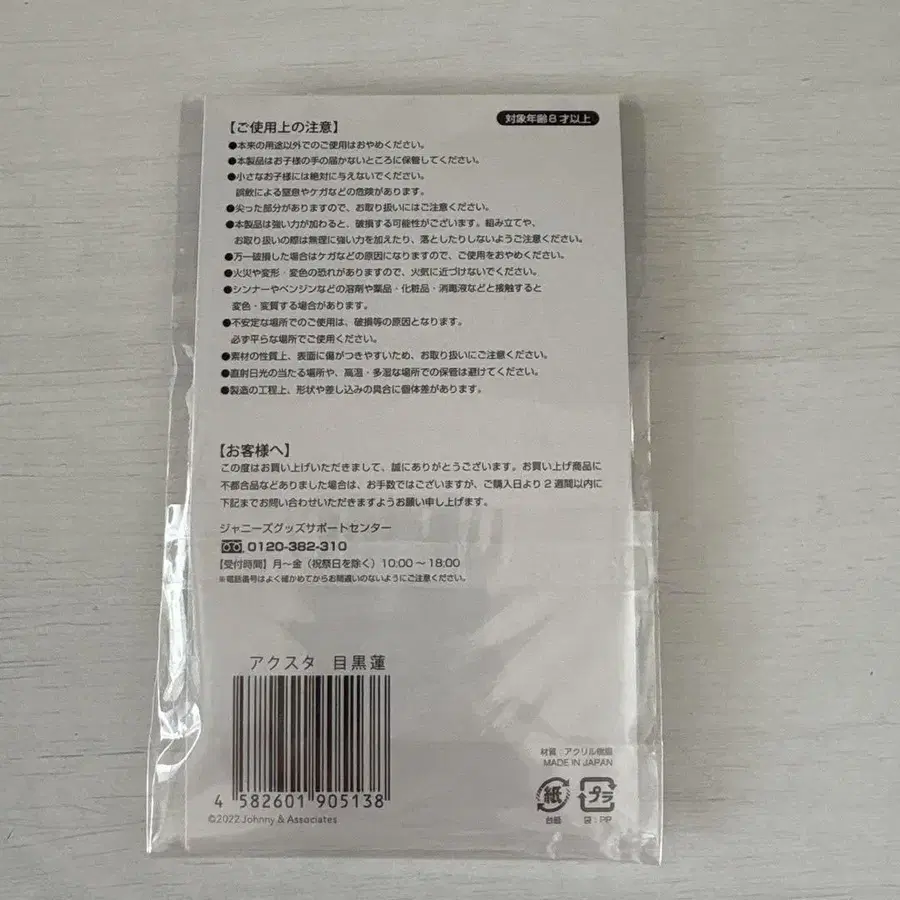 対象年齢8才以上
【ご使用上の注意】
●本来の用途以外でのご使用はおやめください。
●本製品はお子様の手の届かないところに保管してください。
●小さなお子様には絶対に与えないでください。
誤飲による窒息やケガなどの危険があります。
●尖った部分がありますので、お取り扱いにはご注意ください。
●本製品は強い力が加わると、破損する可能性がございます。組み立てや、
お取り扱いの際は無理に強い力を加えたり、落としたりしないようご注意ください。
●万一破損した場合はケガなどの原因になりますので、ご使用をおやめください。
●火災や変形・変色の恐れがありますので、火気に近づけないでください。
●シンナーやベンジンなどの溶剤や薬品・化粧品・消毒液などと接触すると
変色・変質する場合があります。
●不安定な場所でのご使用は、破損等の原因となります。
必ず平らな場所でご使用ください。
●素材の性質上、表面に傷がつきやすいため、お取り扱いにご注意ください。
●直射日光の当たる場所や、高温・多湿な場所での保管は避けてください。
●製造の工程上、形状や差し込みの具合に個体差があります。
【お客様へ】
この度はお買い上げいただきまして、誠にありがとうございます。お買い上げ商品に
不都合品などありました場合は、お手数ではございますが、ご購入日より2週間以内に
下記までお問い合わせいただきますようお願い申し上げます。
ジャニーズグッズサポートセンター
0120-382-310
【受付時間】月〜金（祝祭日を除く）10:00〜18:00
※電話番号はよく確かめてからお間違いのないようにご注意ください。
アクスタ 目黒蓮
4 582601 905138
©2022 Johnny & Associates
材質：アクリル樹脂
MADE IN JAPAN
紙 プラ
台紙 袋：PP